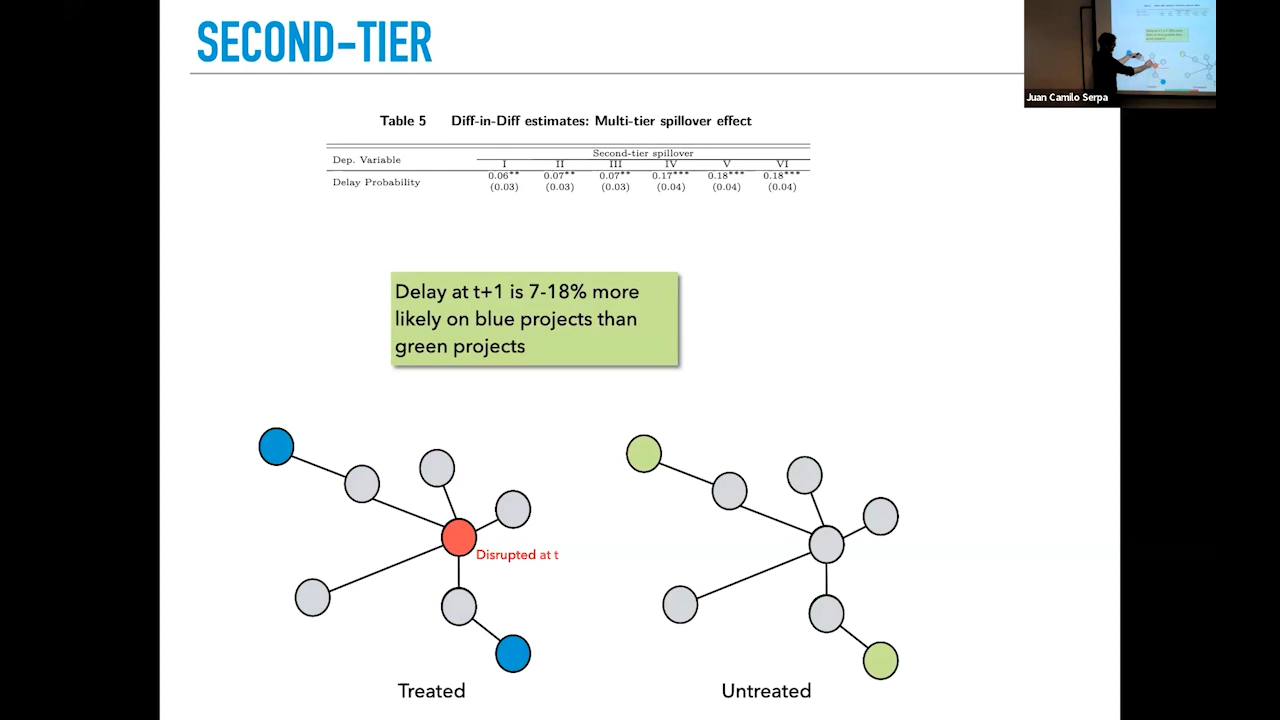 SECOND-TIER
Juan Camilo Serpa
Table 5 Diff-in-Diff estimates: Multi-tier spillover effect
Dep. Variable
Second-tier spillover
I II III IV V VI
Delay Probability
0.06** 0.07** 0.07** 0.17*** 0.18*** 0.18***
(0.03) (0.03) (0.03) (0.04) (0.04) (0.04)
Delay at t+1 is 7-18% more
likely on blue projects than
green projects
Disrupted at t
Treated
Untreated